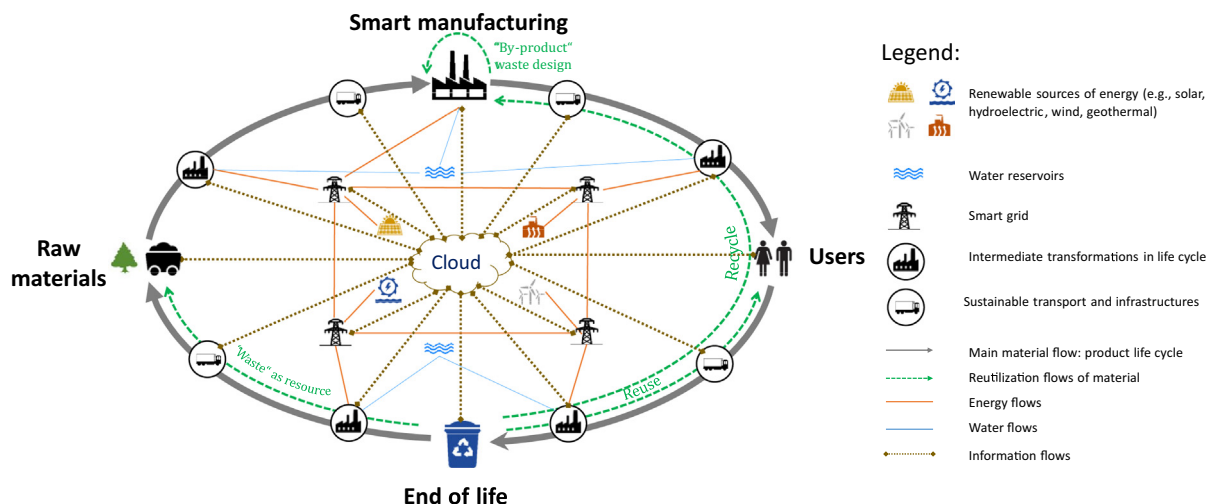 Smart manufacturing
"By-product"
waste design
Raw
materials
Cloud
Recycle
Users
"Waste" as resource
Reuse
End of life
Legend:
Renewable sources of energy (e.g., solar,
hydroelectric, wind, geothermal)
Water reservoirs
Smart grid
Intermediate transformations in life cycle
Sustainable transport and infrastructures
Main material flow: product life cycle
Reutilization flows of material
Energy flows
Water flows
Information flows